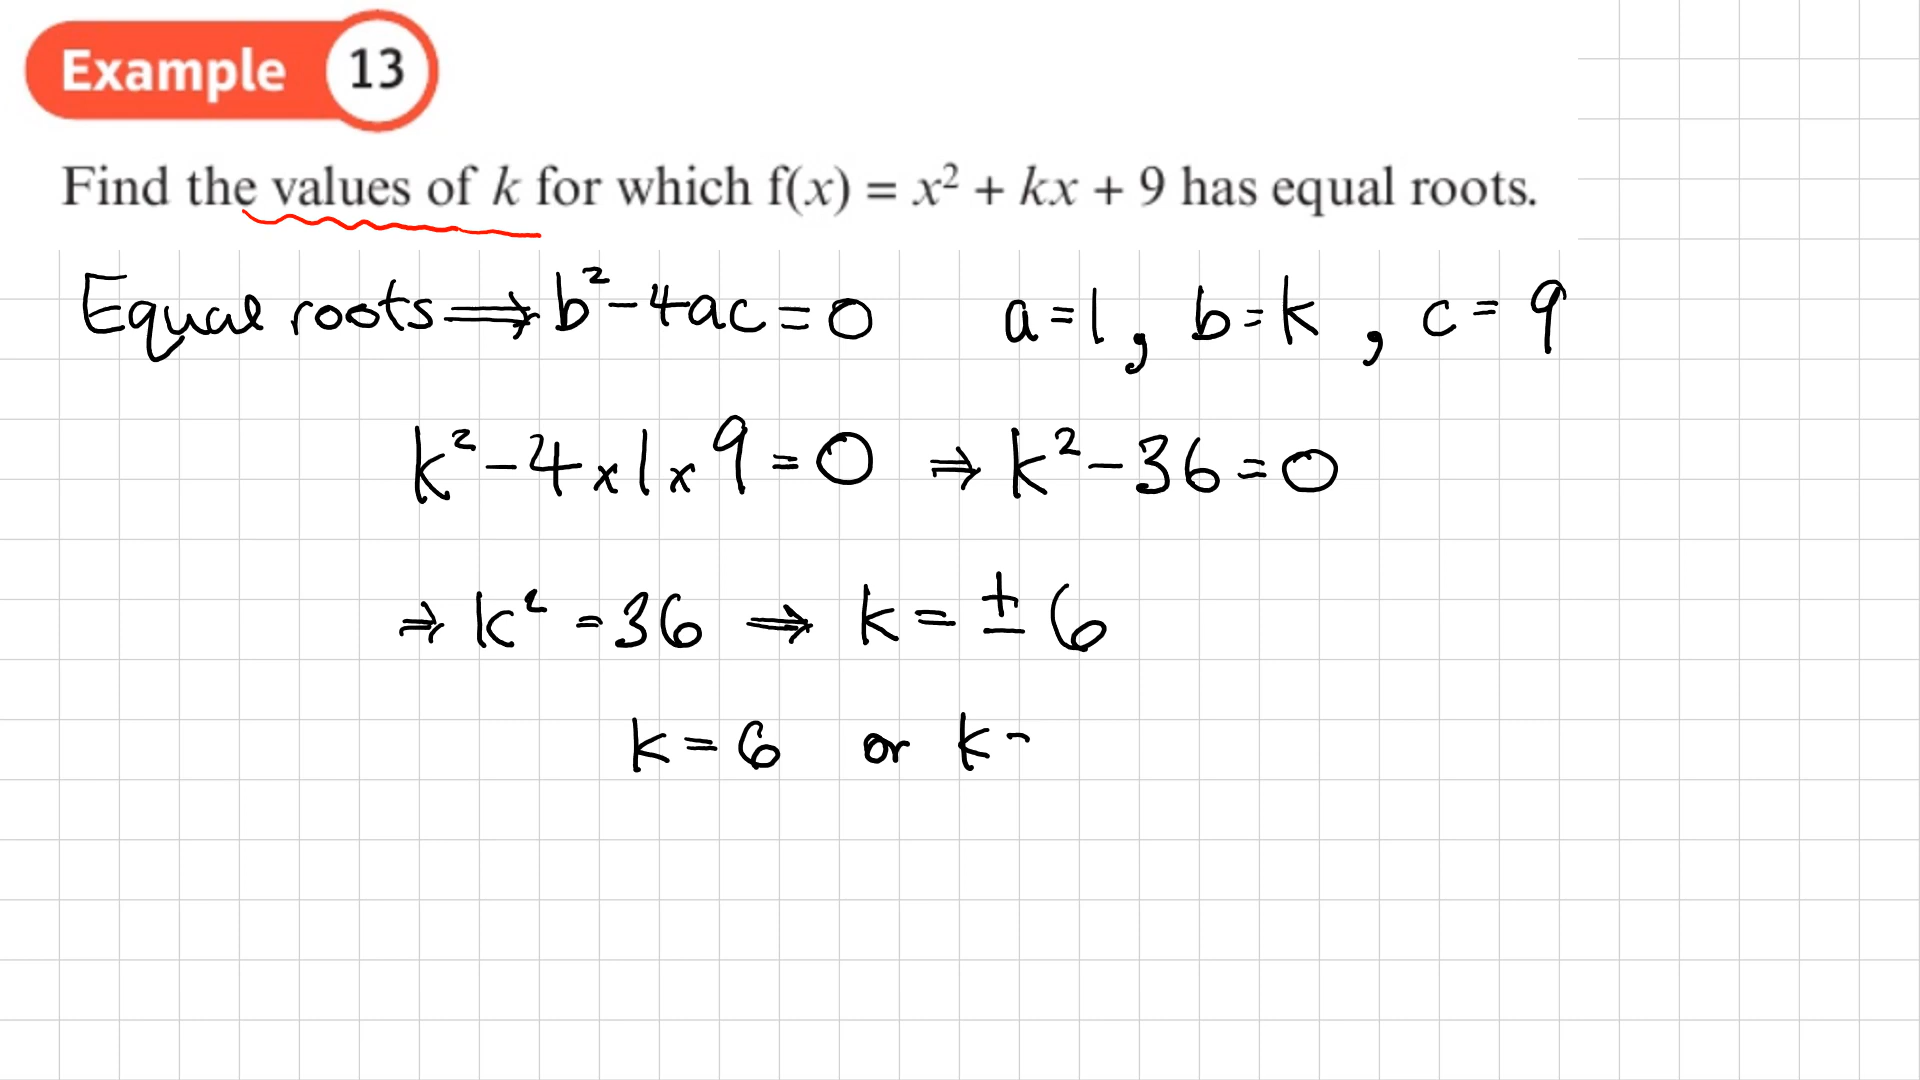 Example 13
Find the values of k for which f(x) = x² + kx + 9 has equal roots.
Equal roots ⟹ b² - 4ac = 0 a = 1, b = k, c = 9
k² - 4 × 1 × 9 = 0 ⇒ k² - 36 = 0
⇒ k² = 36 ⟹ k = ± 6
k = 6 or k -